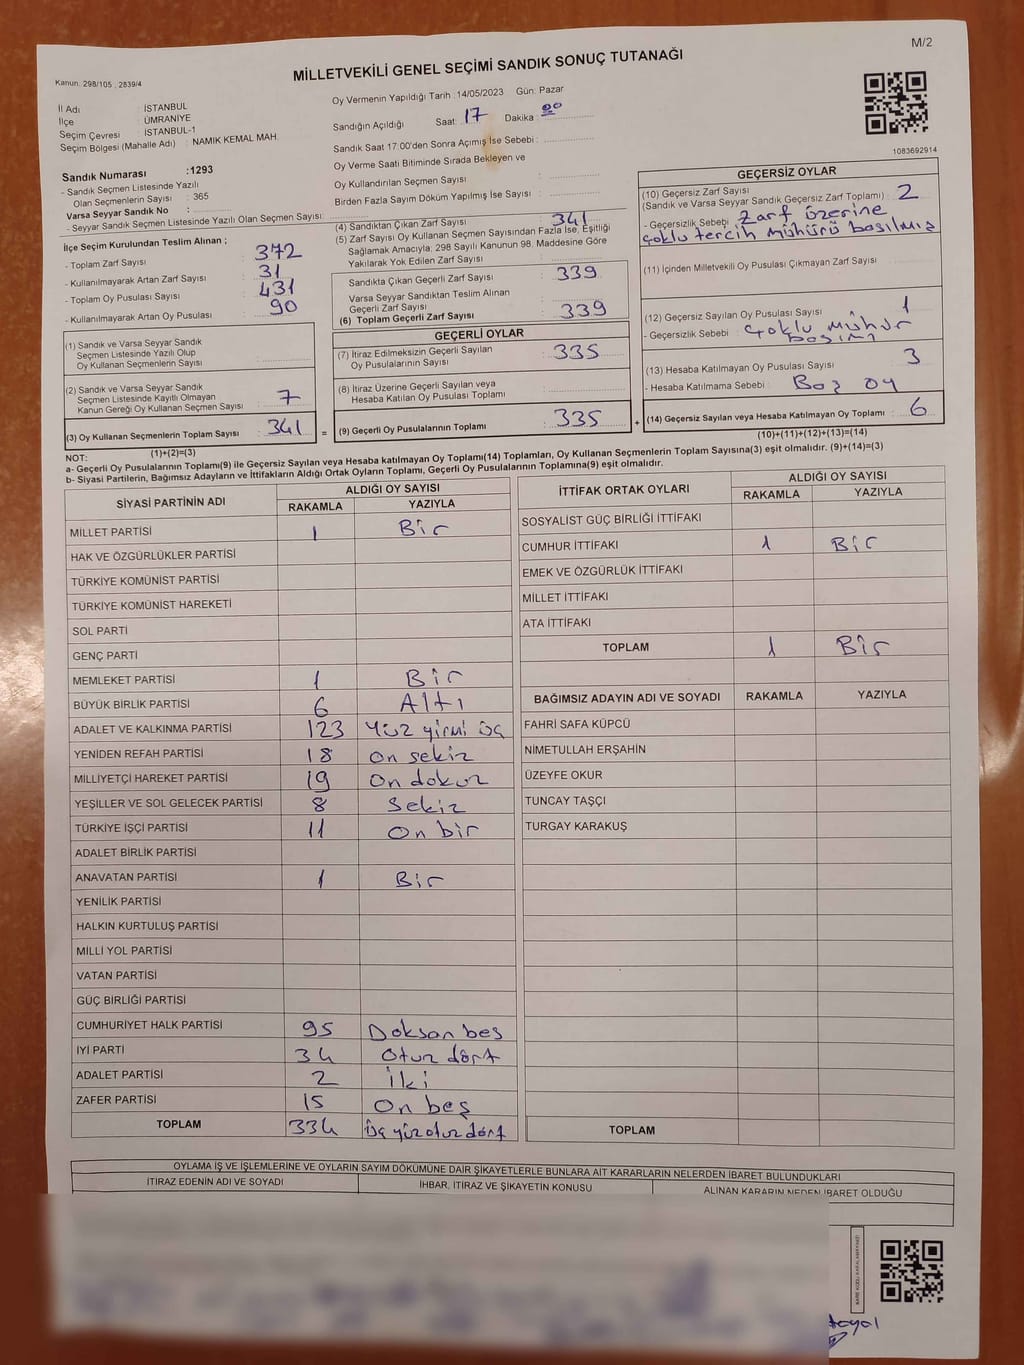 M/2
MİLLETVEKİLİ GENEL SEÇİMİ SANDIK SONUÇ TUTANAĞI
Kanun: 298/105 , 2839/4
İl Adı : İSTANBUL
İlçe : ÜMRANİYE
Seçim Çevresi : İSTANBUL-1
Seçim Bölgesi (Mahalle Adı) : NAMIK KEMAL MAH.
Oy Vermenin Yapıldığı Tarih :14/05/2023 Gün: Pazar
Sandığın Açıldığı Saat: 17 Dakika: 00
Sandık Saat 17:00'den Sonra Açımış İse Sebebi :
Oy Verme Saati Bitiminde Sırada Bekleyen ve
Oy Kullandırılan Seçmen Sayısı :
Birden Fazla Sayım Döküm Yapılmış İse Sayısı :
1083692914
Sandık Numarası :1293
- Sandık Seçmen Listesinde Yazılı
Olan Seçmenlerin Sayısı : 365
Varsa Seyyar Sandık No :
- Seyyar Sandık Seçmen Listesinde Yazılı Olan Seçmen Sayısı:
İlçe Seçim Kurulundan Teslim Alınan ;
- Toplam Zarf Sayısı : 372
- Kullanılmayarak Artan Zarf Sayısı : 31
- Toplam Oy Pusulası Sayısı : 431
- Kullanılmayarak Artan Oy Pusulası : 90
(1) Sandık ve Varsa Seyyar Sandık
Seçmen Listesinde Yazılı Olup
Oy Kullanan Seçmenlerin Sayısı :
(2) Sandık ve Varsa Seyyar Sandık
Seçmen Listesinde Kayıtlı Olmayan
Kanun Gereği Oy Kullanan Seçmen Sayısı : 7
(3) Oy Kullanan Seçmenlerin Toplam Sayısı : 341
(1)+(2)=(3)
(4) Sandıktan Çıkan Zarf Sayısı : 341
(5) Zarf Sayısı Oy Kullanan Seçmen Sayısından Fazla İse, Eşitliği
Sağlamak Amacıyla; 298 Sayılı Kanunun 98. Maddesine Göre
Yakılarak Yok Edilen Zarf Sayısı :
Sandıkta Çıkan Geçerli Zarf Sayısı : 339
Varsa Seyyar Sandıktan Teslim Alınan
Geçerli Zarf Sayısı :
(6) Toplam Geçerli Zarf Sayısı : 339
GEÇERLİ OYLAR
(7) İtiraz Edilmeksizin Geçerli Sayılan
Oy Pusulalarının Sayısı : 335
(8) İtiraz Üzerine Geçerli Sayılan veya
Hesaba Katılan Oy Pusulası Toplamı :
= (9) Geçerli Oy Pusulalarının Toplamı : 335 +
GEÇERSİZ OYLAR
(10) Geçersiz Zarf Sayısı
(Sandık ve Varsa Seyyar Sandık Geçersiz Zarf Toplamı) : 2
- Geçersizlik Sebebi : Zarf üzerine
çoklu tercih mühürü basılmış
(11) İçinden Milletvekili Oy Pusulası Çıkmayan Zarf Sayısı :
(12) Geçersiz Sayılan Oy Pusulası Sayısı : 1
- Geçersizlik Sebebi : Çoklu mühür
basımı
(13) Hesaba Katılmayan Oy Pusulası Sayısı : 3
- Hesaba Katılmama Sebebi : Boş oy
(14) Geçersiz Sayılan veya Hesaba Katılmayan Oy Toplamı : 6
(10)+(11)+(12)+(13)=(14)
NOT:
a- Geçerli Oy Pusulalarının Toplamı(9) ile Geçersiz Sayılan veya Hesaba katılmayan Oy Toplamı(14) Toplamları, Oy Kullanan Seçmenlerin Toplam Sayısına(3) eşit olmalıdır. (9)+(14)=(3)
b- Siyasi Partilerin, Bağımsız Adayların ve İttifakların Aldığı Ortak Oyların Toplamı, Geçerli Oy Pusulalarının Toplamına(9) eşit olmalıdır.
SİYASİ PARTİNİN ADI ALDIĞI OY SAYISI
RAKAMLA YAZIYLA
MİLLET PARTİSİ 1 Bir
HAK VE ÖZGÜRLÜKLER PARTİSİ
TÜRKİYE KOMÜNİST PARTİSİ
TÜRKİYE KOMÜNİST HAREKETİ
SOL PARTİ
GENÇ PARTİ
MEMLEKET PARTİSİ 1 Bir
BÜYÜK BİRLİK PARTİSİ 6 Altı
ADALET VE KALKINMA PARTİSİ 123 Yüz yirmi üç
YENİDEN REFAH PARTİSİ 18 On sekiz
MİLLİYETÇİ HAREKET PARTİSİ 19 On dokuz
YEŞİLLER VE SOL GELECEK PARTİSİ 8 Sekiz
TÜRKİYE İŞÇİ PARTİSİ 11 On bir
ADALET BİRLİK PARTİSİ
ANAVATAN PARTİSİ 1 Bir
YENİLİK PARTİSİ
HALKIN KURTULUŞ PARTİSİ
MİLLİ YOL PARTİSİ
VATAN PARTİSİ
GÜÇ BİRLİĞİ PARTİSİ
CUMHURİYET HALK PARTİSİ 95 Doksan beş
İYİ PARTİ 34 Otuz dört
ADALET PARTİSİ 2 İki
ZAFER PARTİSİ 15 On beş
TOPLAM 334 üç yüz otuz dört
İTTİFAK ORTAK OYLARI ALDIĞI OY SAYISI
RAKAMLA YAZIYLA
SOSYALİST GÜÇ BİRLİĞİ İTTİFAKI
CUMHUR İTTİFAKI 1 Bir
EMEK VE ÖZGÜRLÜK İTTİFAKI
MİLLET İTTİFAKI
ATA İTTİFAKI
TOPLAM 1 Bir
BAĞIMSIZ ADAYIN ADI VE SOYADI RAKAMLA YAZIYLA
FAHRİ SAFA KÜPCÜ
NİMETULLAH ERŞAHİN
ÜZEYFE OKUR
TUNCAY TAŞÇI
TURGAY KARAKUŞ
TOPLAM
OYLAMA İŞ VE İŞLEMLERİNE VE OYLARIN SAYIM DÖKÜMÜNE DAİR ŞİKAYETLERLE BUNLARA AİT KARARLARIN NELERDEN İBARET BULUNDUKLARI
İTİRAZ EDENİN ADI VE SOYADI İHBAR, İTİRAZ VE ŞİKAYETİN KONUSU ALINAN KARARIN NEDEN İBARET OLDUĞU